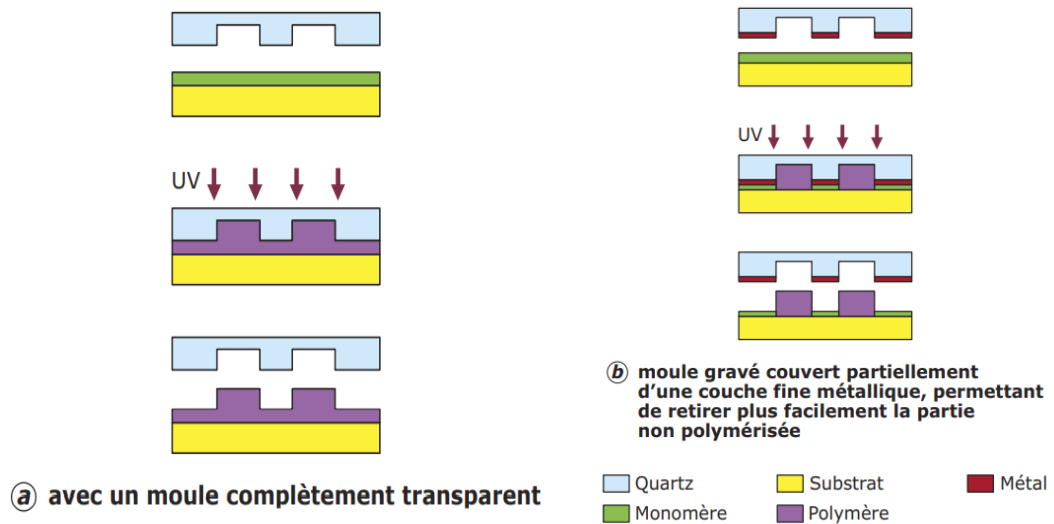 UV
ⓐ avec un moule complètement transparent
UV
ⓑ moule gravé couvert partiellement
d'une couche fine métallique, permettant
de retirer plus facilement la partie
non polymérisée
Quartz
Substrat
Métal
Monomère
Polymère